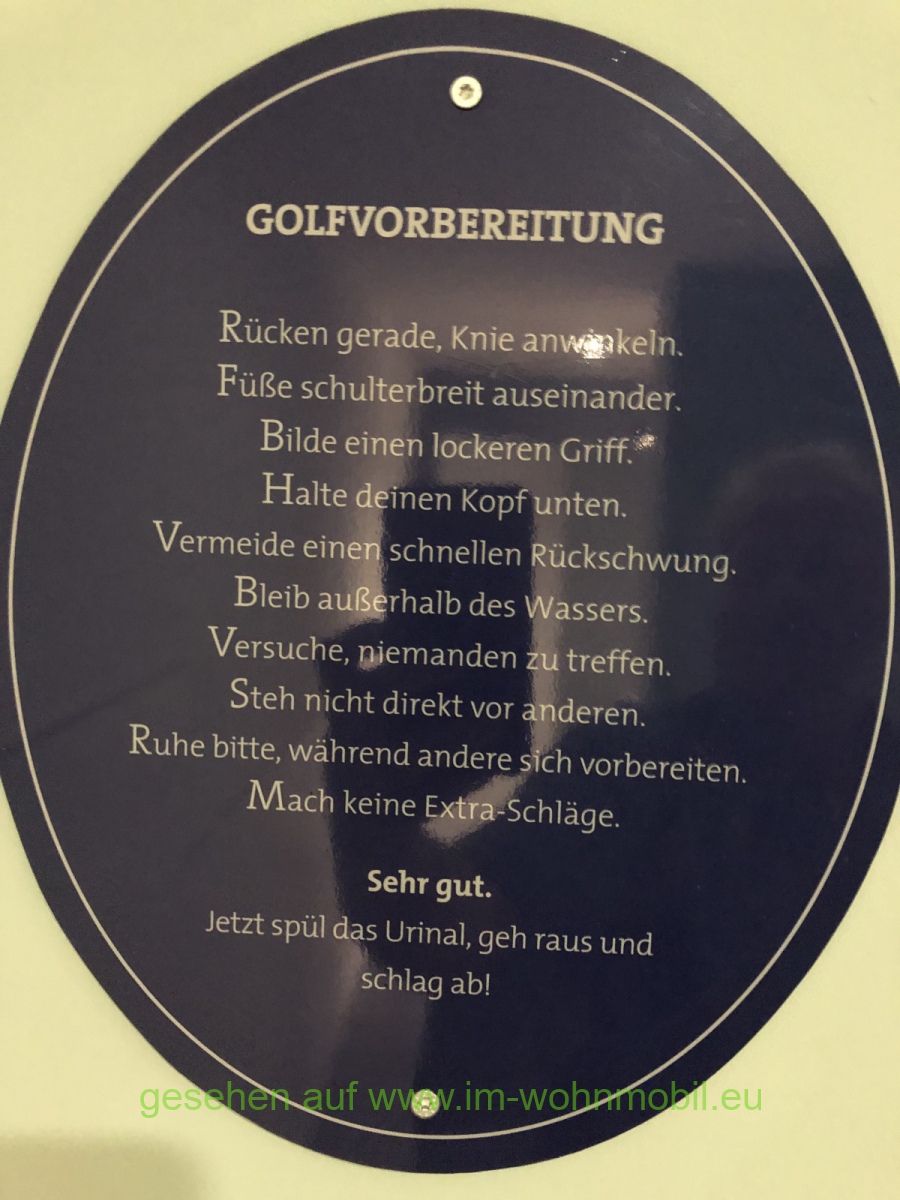 GOLFVORBEREITUNG
Rücken gerade, Knie anwinkeln.
Füße schulterbreit auseinander.
Bilde einen lockeren Griff.
Halte deinen Kopf unten.
Vermeide einen schnellen Rückschwung.
Bleib außerhalb des Wassers.
Versuche, niemanden zu treffen.
Steh nicht direkt vor anderen.
Ruhe bitte, während andere sich vorbereiten.
Mach keine Extra-Schläge.
Sehr gut.
Jetzt spül das Urinal, geh raus und
schlag ab!
gesehen auf www.im-wohnmobil.eu